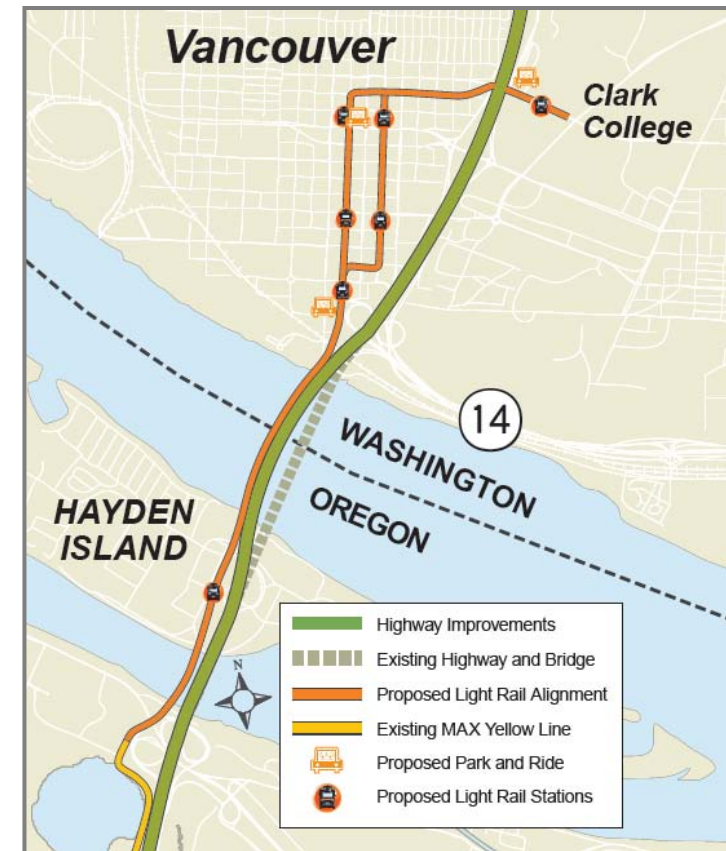 Vancouver
Clark
College
14
WASHINGTON
OREGON
HAYDEN
ISLAND
N
Highway Improvements
Existing Highway and Bridge
Proposed Light Rail Alignment
Existing MAX Yellow Line
Proposed Park and Ride
Proposed Light Rail Stations